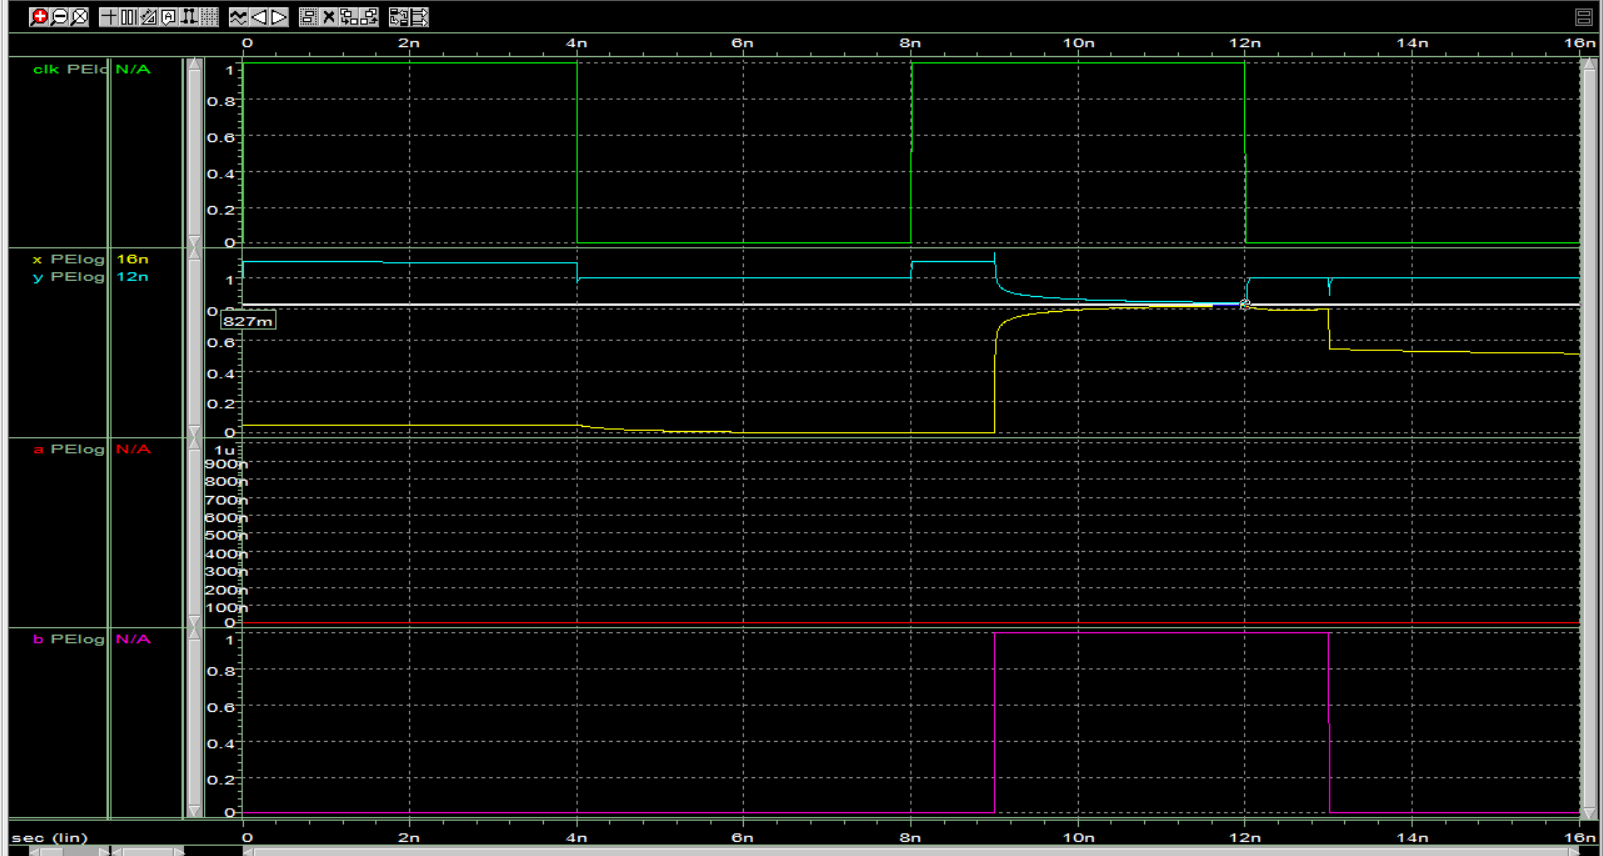 0 2n 4n 6n 8n 10n 12n 14n 16n
clk PElo N/A
1
0.8
0.6
0.4
0.2
0
x PElog 16n
y PElog 12n
1
0.8
827m
0.6
0.4
0.2
0
a PElog N/A
1u
900n
800n
700n
600n
500n
400n
300n
200n
100n
0
b PElog N/A
1
0.8
0.6
0.4
0.2
0
sec (lin) 0 2n 4n 6n 8n 10n 12n 14n 16n